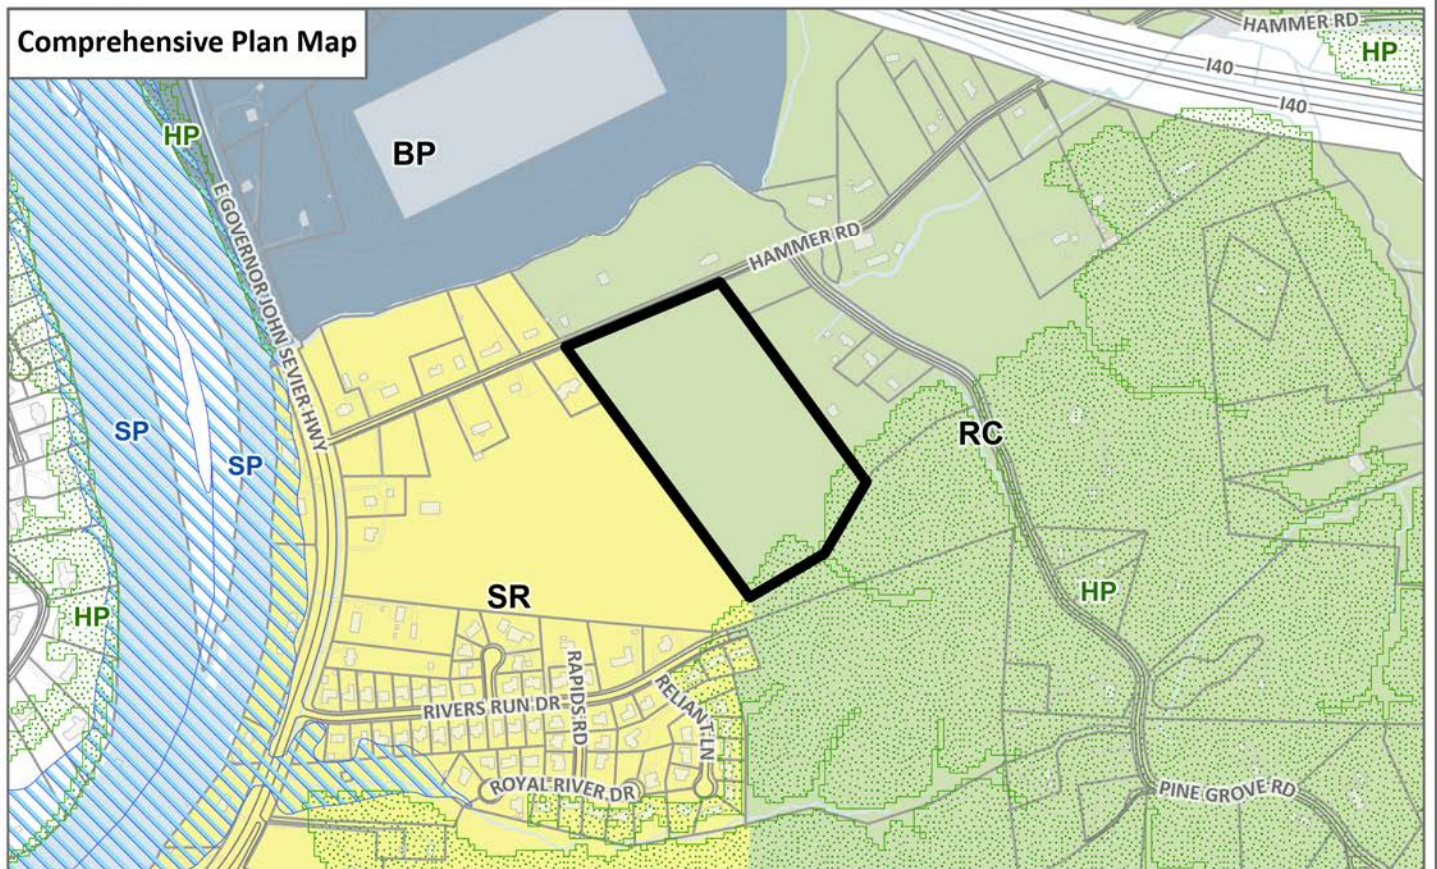 Comprehensive Plan Map
HAMMER RD
HP
I40
I40
HP
BP
E GOVERNOR JOHN SEVIER HWY
HAMMER RD
SP
SP
RC
SR
HP
HP
RAPIDS RD
RELIANT LN
RIVERS RUN DR
ROYAL RIVER DR
PINE GROVE RD